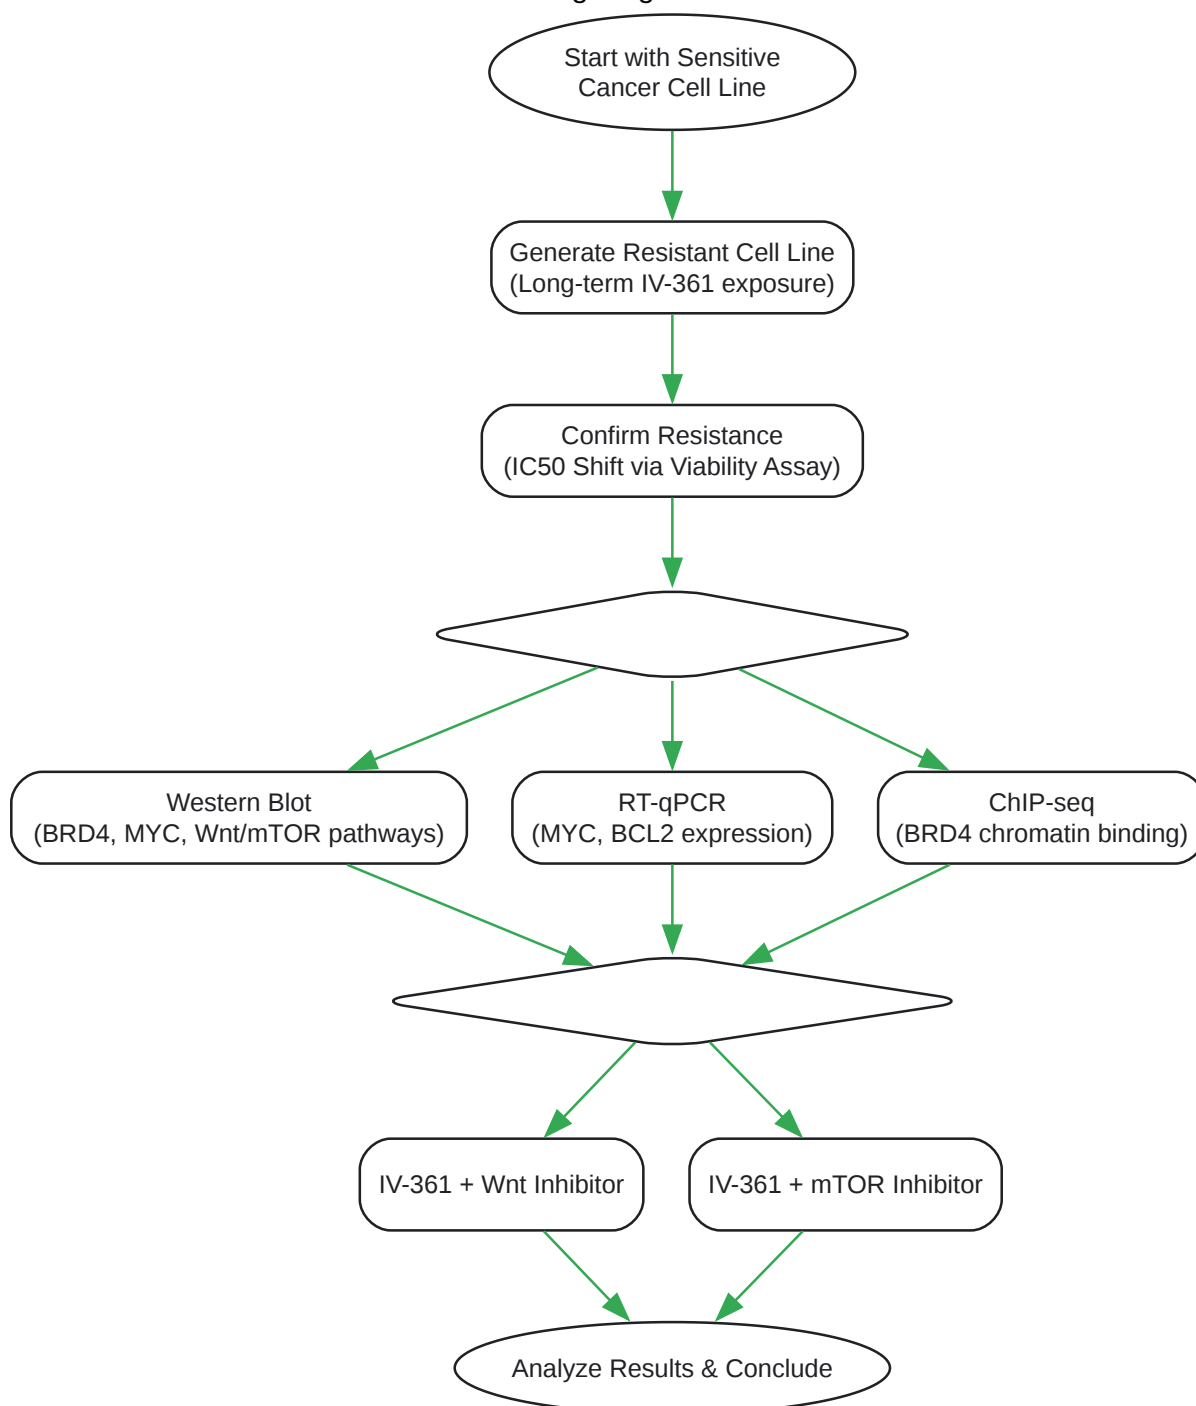 Start with Sensitive
Cancer Cell Line
Generate Resistant Cell Line
(Long-term IV-361 exposure)
Confirm Resistance
(IC50 Shift via Viability Assay)
Western Blot
(BRD4, MYC, Wnt/mTOR pathways)
RT-qPCR
(MYC, BCL2 expression)
ChIP-seq
(BRD4 chromatin binding)
IV-361 + Wnt Inhibitor
IV-361 + mTOR Inhibitor
Analyze Results & Conclude